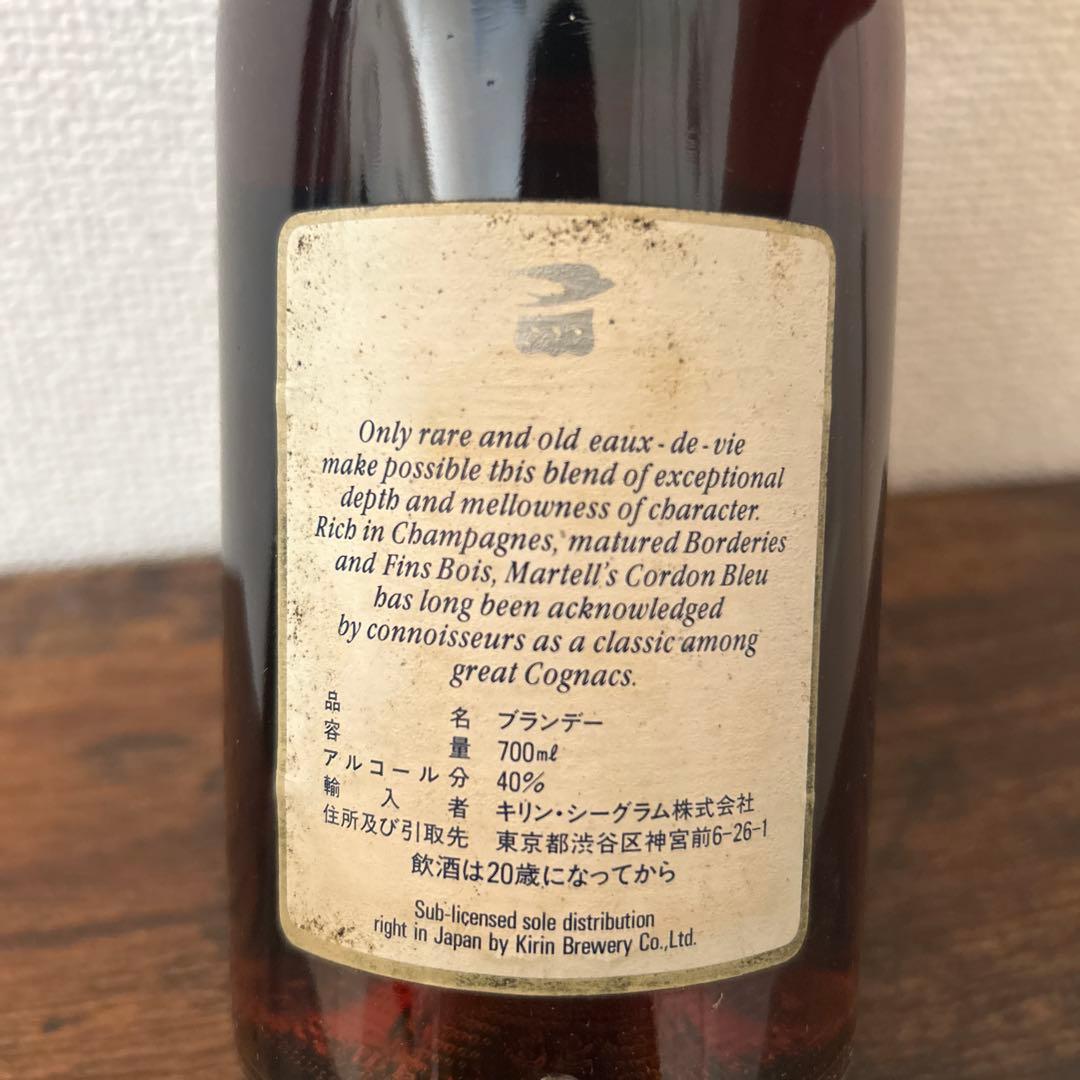 Only rare and old eaux-de-vie
make possible this blend of exceptional
depth and mellowness of character.
Rich in Champagnes, matured Borderies
and Fins Bois, Martell's Cordon Bleu
has long been acknowledged
by connoisseurs as a classic among
great Cognacs.
品名 ブランデー
容量 700ml
アルコール分 40%
輸入者 キリン・シーグラム株式会社
住所及び引取先 東京都渋谷区神宮前6-26-1
飲酒は20歳になってから
Sub-licensed sole distribution
right in Japan by Kirin Brewery Co.,Ltd.